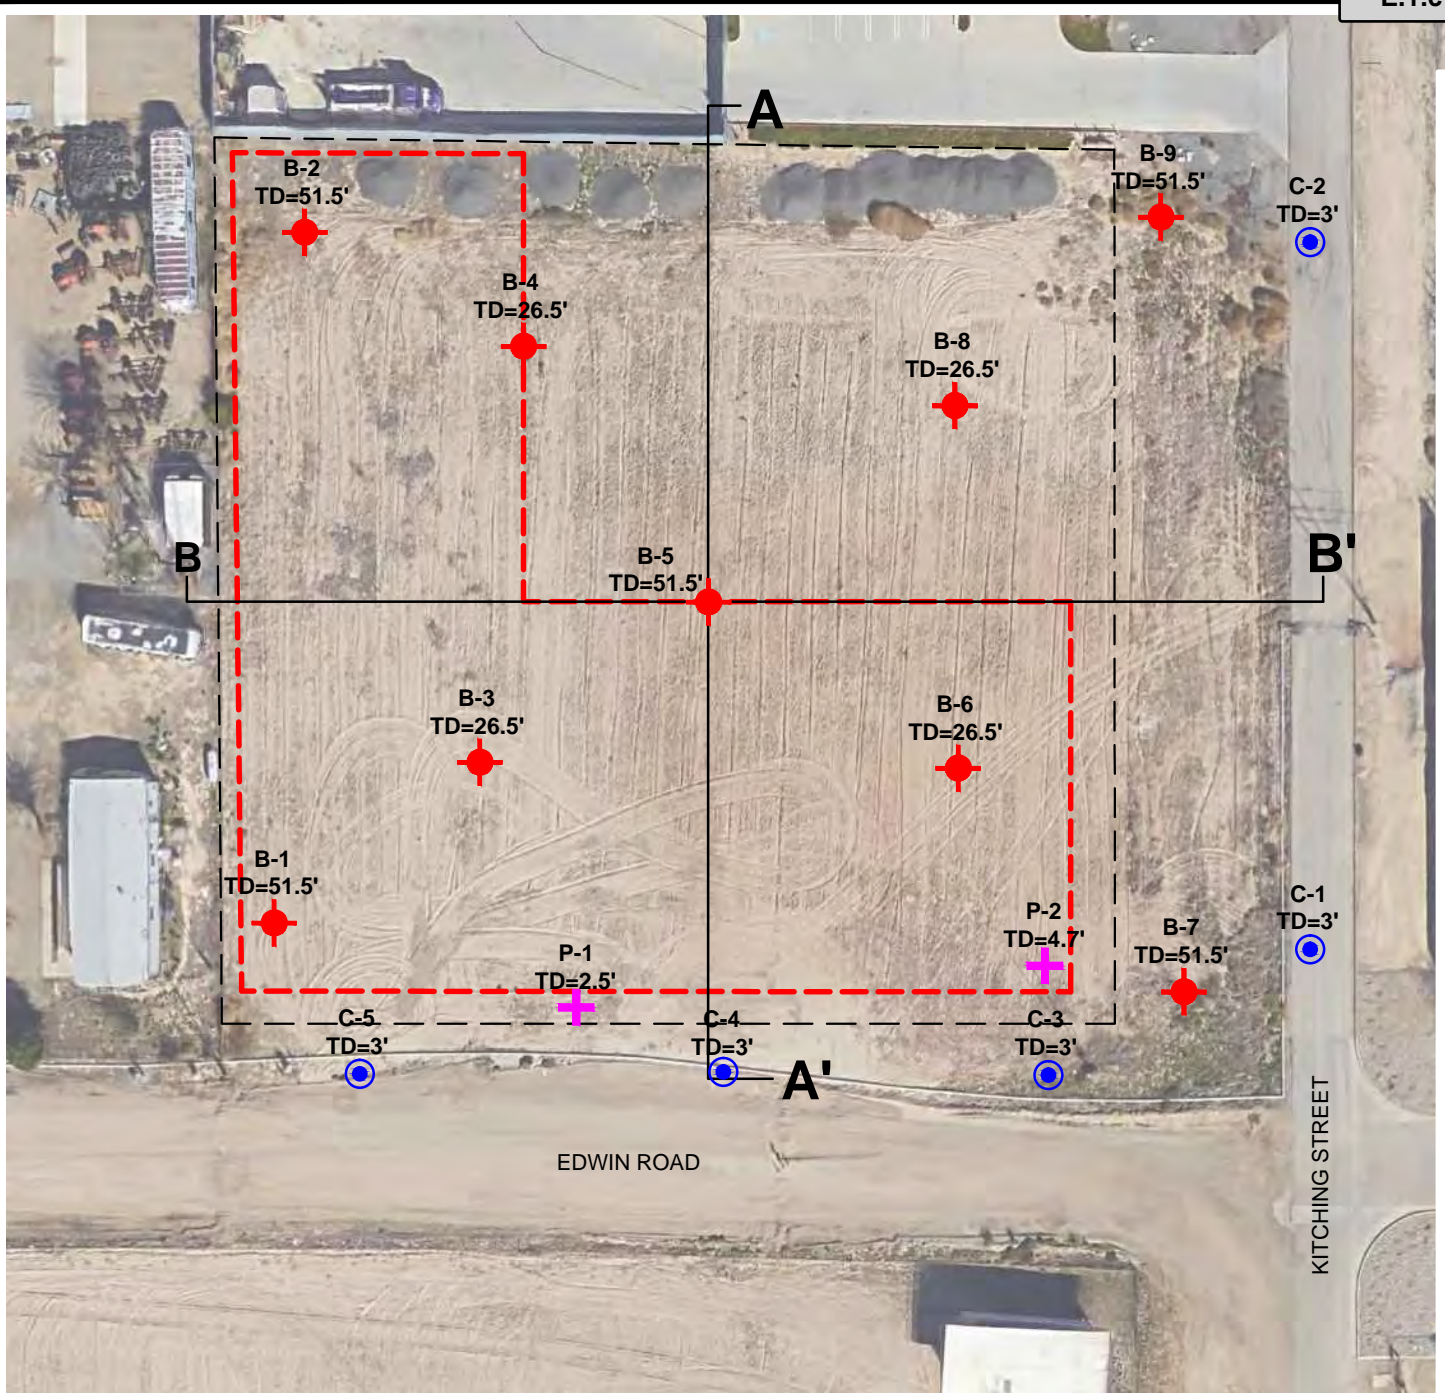 A
B-2
TD=51.5'
B-9
TD=51.5'
C-2
TD=3'
B-4
TD=26.5'
B-8
TD=26.5'
B
B-5
TD=51.5'
B'
B-3
TD=26.5'
B-6
TD=26.5'
B-1
TD=51.5'
C-1
TD=3'
P-2
TD=4.7'
B-7
TD=51.5'
P-1
TD=2.5'
C-5
TD=3'
C-4
TD=3'
C-3
TD=3'
A'
EDWIN ROAD
KITCHING STREET